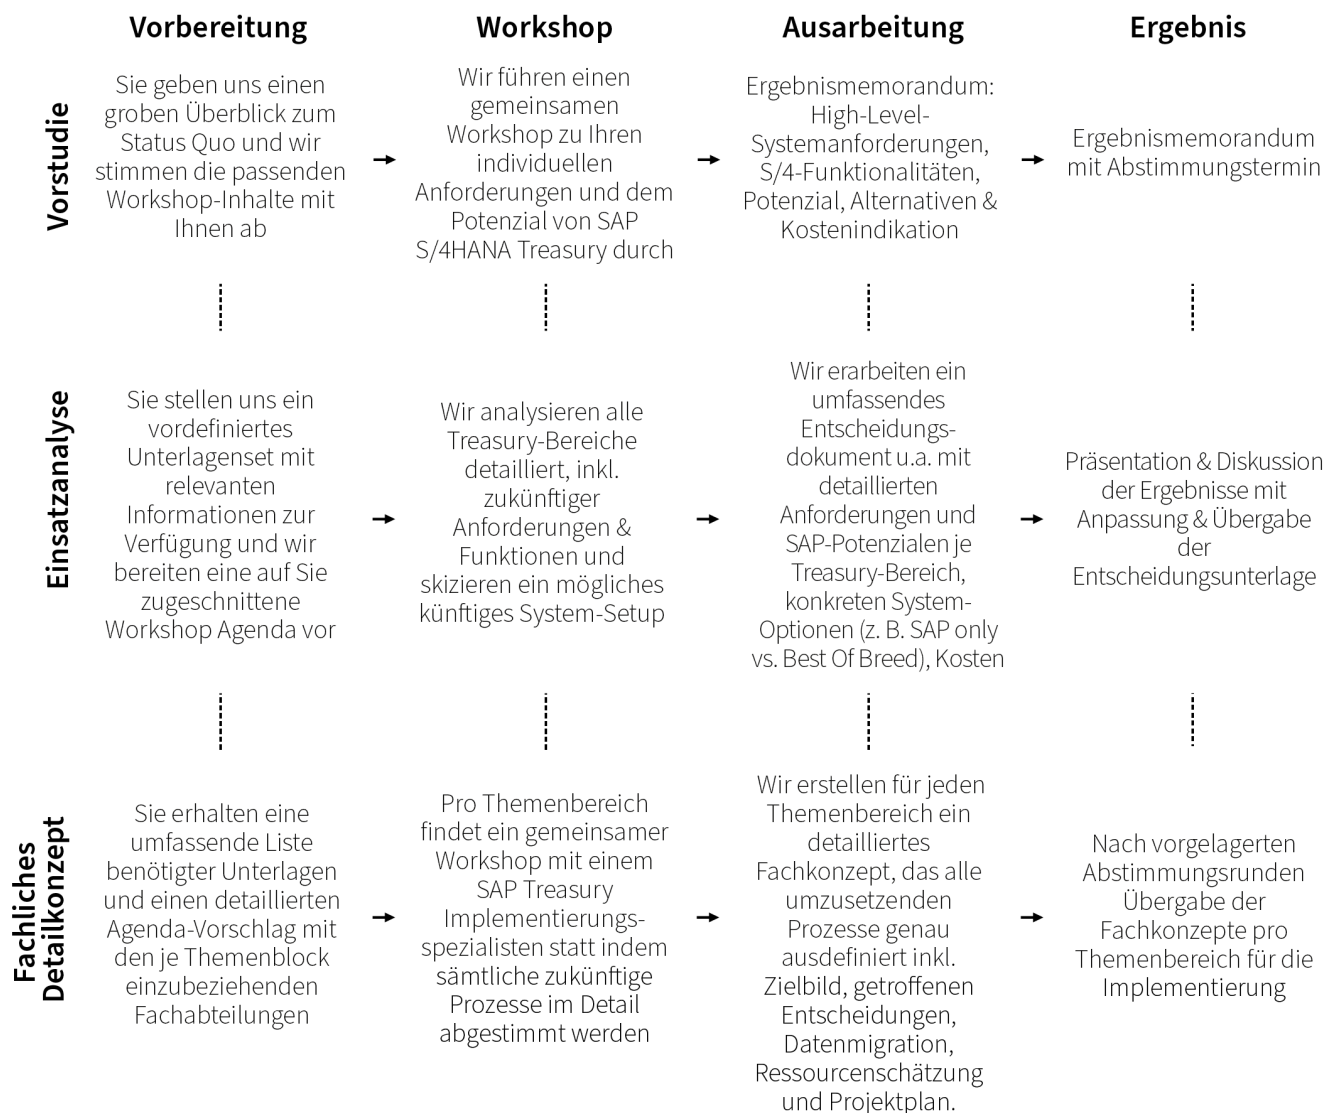 Vorbereitung
Workshop
Ausarbeitung
Ergebnis
Vorstudie
Sie geben uns einen
groben Überblick zum
Status Quo und wir
stimmen die passenden
Workshop-Inhalte mit
Ihnen ab
Wir führen einen
gemeinsamen
Workshop zu Ihren
individuellen
Anforderungen und dem
Potenzial von SAP
S/4HANA Treasury durch
Ergebnismemorandum:
High-Level-
Systemanforderungen,
S/4-Funktionalitäten,
Potenzial, Alternativen &
Kostenindikation
Ergebnismemorandum
mit Abstimmungstermin
Einsatzanalyse
Sie stellen uns ein
vordefiniertes
Unterlagenset mit
relevanten
Informationen zur
Verfügung und wir
bereiten eine auf Sie
zugeschnittene
Workshop Agenda vor
Wir analysieren alle
Treasury-Bereiche
detailliert, inkl.
zukünftiger
Anforderungen &
Funktionen und
skizieren ein mögliches
künftiges System-Setup
Wir erarbeiten ein
umfassendes
Entscheidungs-
dokument u.a. mit
detaillierten
Anforderungen und
SAP-Potenzialen je
Treasury-Bereich,
konkreten System-
Optionen (z. B. SAP only
vs. Best Of Breed), Kosten
Präsentation & Diskussion
der Ergebnisse mit
Anpassung & Übergabe
der
Entscheidungsunterlage
Fachliches
Detailkonzept
Sie erhalten eine
umfassende Liste
benötigter Unterlagen
und einen detaillierten
Agenda-Vorschlag mit
den je Themenblock
einzubeziehenden
Fachabteilungen
Pro Themenbereich
findet ein gemeinsamer
Workshop mit einem
SAP Treasury
Implementierungs-
spezialisten statt indem
sämtliche zukünftige
Prozesse im Detail
abgestimmt werden
Wir erstellen für jeden
Themenbereich ein
detailliertes
Fachkonzept, das alle
umzusetzenden
Prozesse genau
ausdefiniert inkl.
Zielbild, getroffenen
Entscheidungen,
Datenmigration,
Ressourcenschätzung
und Projektplan.
Nach vorgelagerten
Abstimmungsrunden
Übergabe der
Fachkonzepte pro
Themenbereich für die
Implementierung